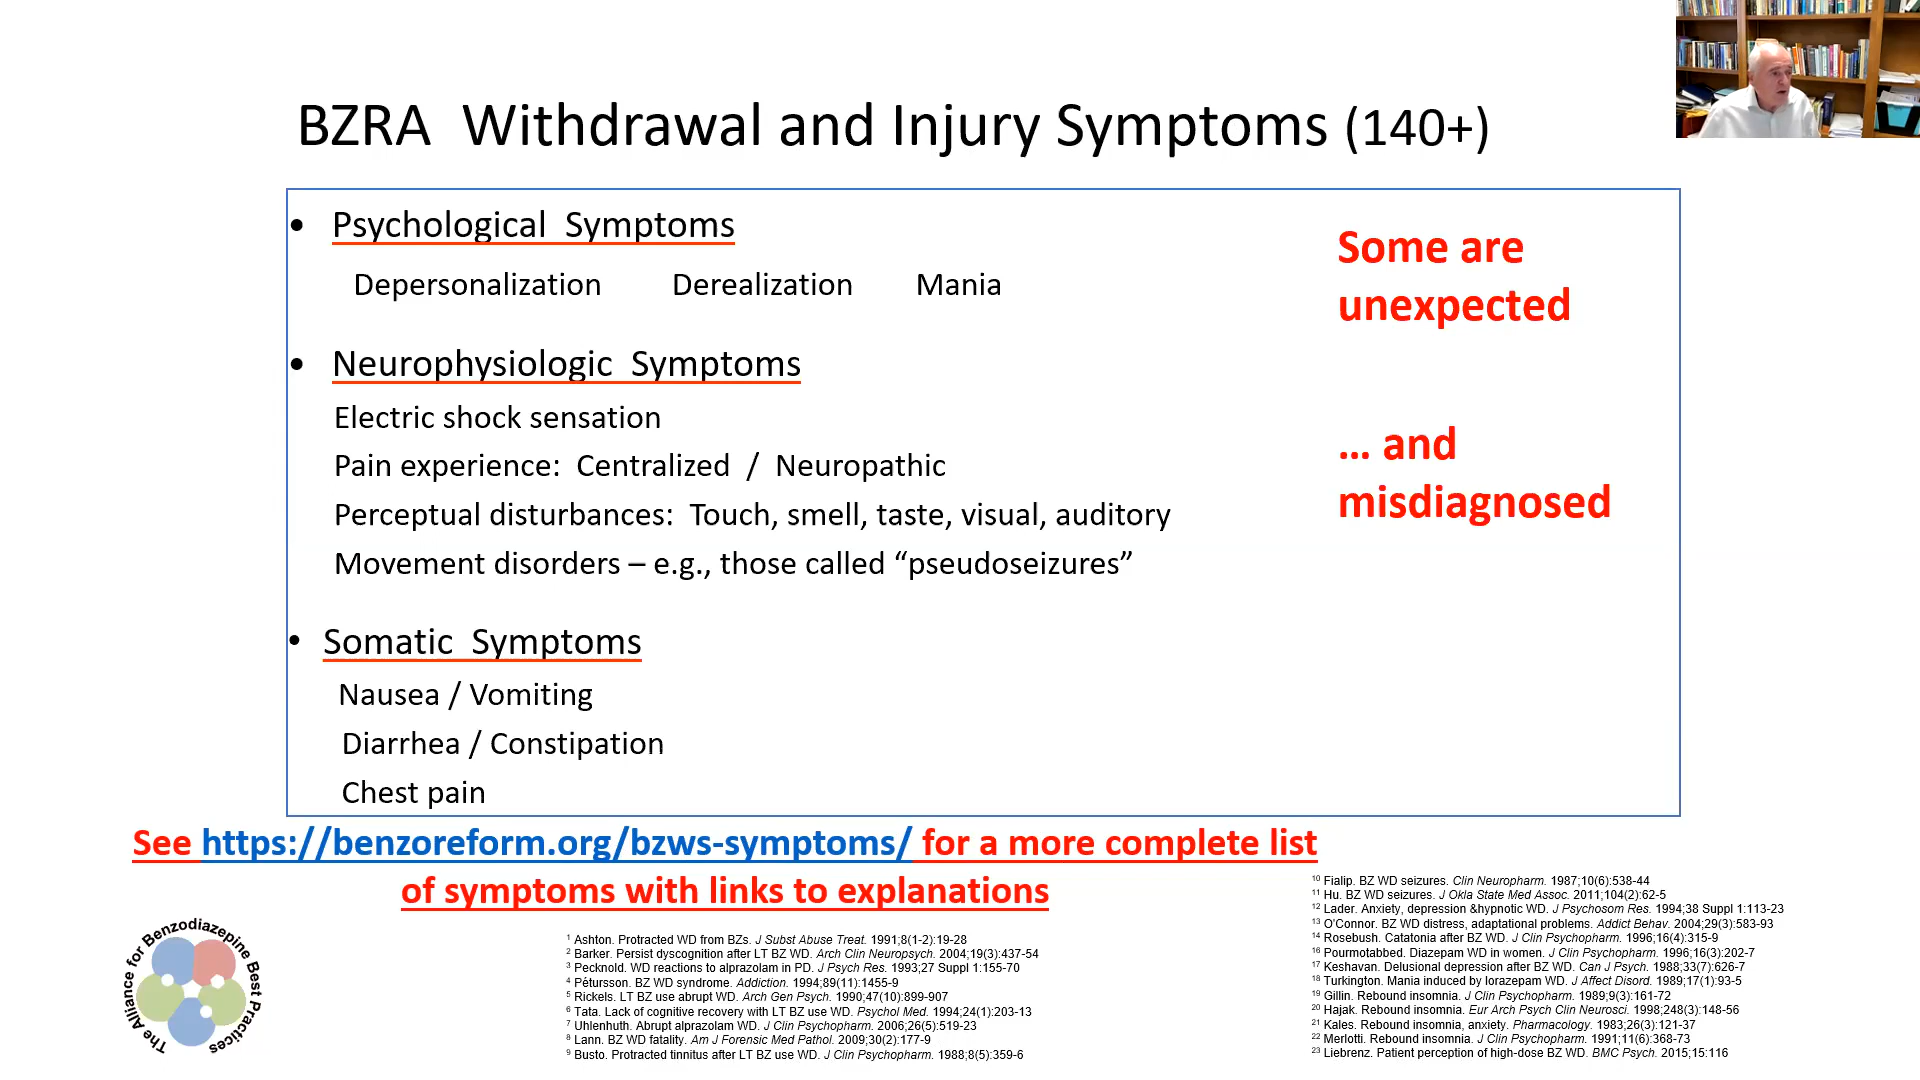 BZRA Withdrawal and Injury Symptoms (140+)
• Psychological Symptoms
Depersonalization Derealization Mania
• Neurophysiologic Symptoms
Electric shock sensation
Pain experience: Centralized / Neuropathic
Perceptual disturbances: Touch, smell, taste, visual, auditory
Movement disorders – e.g., those called “pseudoseizures”
• Somatic Symptoms
Nausea / Vomiting
Diarrhea / Constipation
Chest pain
Some are
unexpected
... and
misdiagnosed
See https://benzoreform.org/bzws-symptoms/ for a more complete list
of symptoms with links to explanations
The Alliance for Benzodiazepine Best Practices
1 Ashton. Protracted WD from BZs. J Subst Abuse Treat. 1991;8(1-2):19-28
2 Barker. Persist dyscognition after LT BZ WD. Arch Clin Neuropsych. 2004;19(3):437-54
3 Pecknold. WD reactions to alprazolam in PD. J Psych Res. 1993;27 Suppl 1:155-70
4 Pétursson. BZ WD syndrome. Addiction. 1994;89(11):1455-9
5 Rickels. LT BZ use abrupt WD. Arch Gen Psych. 1990;47(10):899-907
6 Tata. Lack of cognitive recovery with LT BZ use WD. Psychol Med. 1994;24(1):203-13
7 Uhlenhuth. Abrupt alprazolam WD. J Clin Psychopharm. 2006;26(5):519-23
8 Lann. BZ WD fatality. Am J Forensic Med Pathol. 2009;30(2):177-9
9 Busto. Protracted tinnitus after LT BZ use WD. J Clin Psychopharm. 1988;8(5):359-6
10 Fialip. BZ WD seizures. Clin Neuropharm. 1987;10(6):538-44
11 Hu. BZ WD seizures. J Okla State Med Assoc. 2011;104(2):62-5
12 Lader. Anxiety, depression &hypnotic WD. J Psychosom Res. 1994;38 Suppl 1:113-23
13 O'Connor. BZ WD distress, adaptational problems. Addict Behav. 2004;29(3):583-93
14 Rosebush. Catatonia after BZ WD. J Clin Psychopharm. 1996;16(4):315-9
16 Pourmotabbed. Diazepam WD in women. J Clin Psychopharm. 1996;16(3):202-7
17 Keshavan. Delusional depression after BZ WD. Can J Psych. 1988;33(7):626-7
18 Turkington. Mania induced by lorazepam WD. J Affect Disord. 1989;17(1):93-5
19 Gillin. Rebound insomnia. J Clin Psychopharm. 1989;9(3):161-72
20 Hajak. Rebound insomnia. Eur Arch Psych Clin Neurosci. 1998;248(3):148-56
21 Kales. Rebound insomnia, anxiety. Pharmacology. 1983;26(3):121-37
22 Merlotti. Rebound insomnia. J Clin Psychopharm. 1991;11(6):368-73
23 Liebrenz. Patient perception of high-dose BZ WD. BMC Psych. 2015;15:116